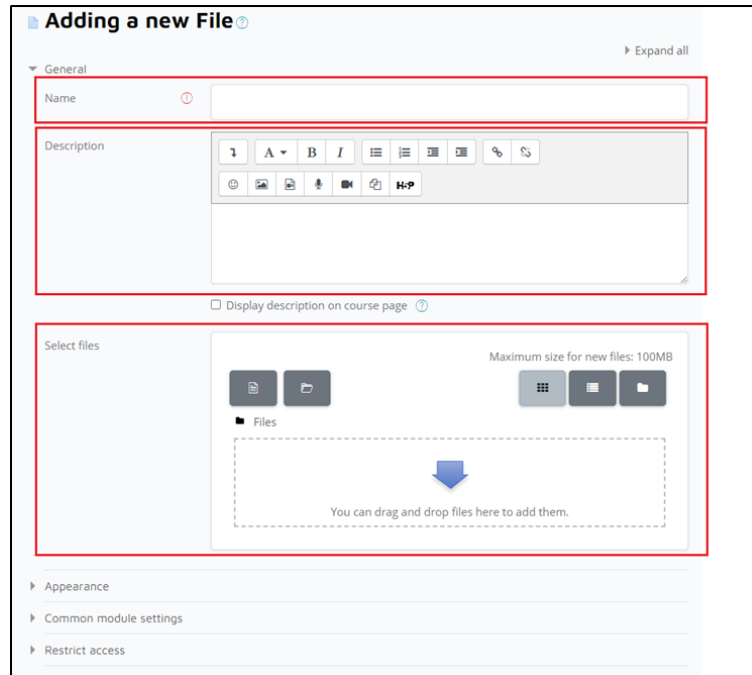 Adding a new File
Expand all
General
Name
Description
A B I
H-P
Display description on course page
Select files
Maximum size for new files: 100MB
Files
You can drag and drop files here to add them.
Appearance
Common module settings
Restrict access